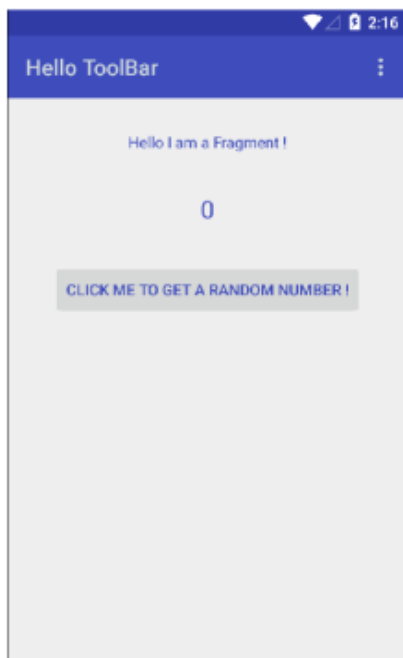 2:16
Hello ToolBar
Hello I am a Fragment !
0
CLICK ME TO GET A RANDOM NUMBER !